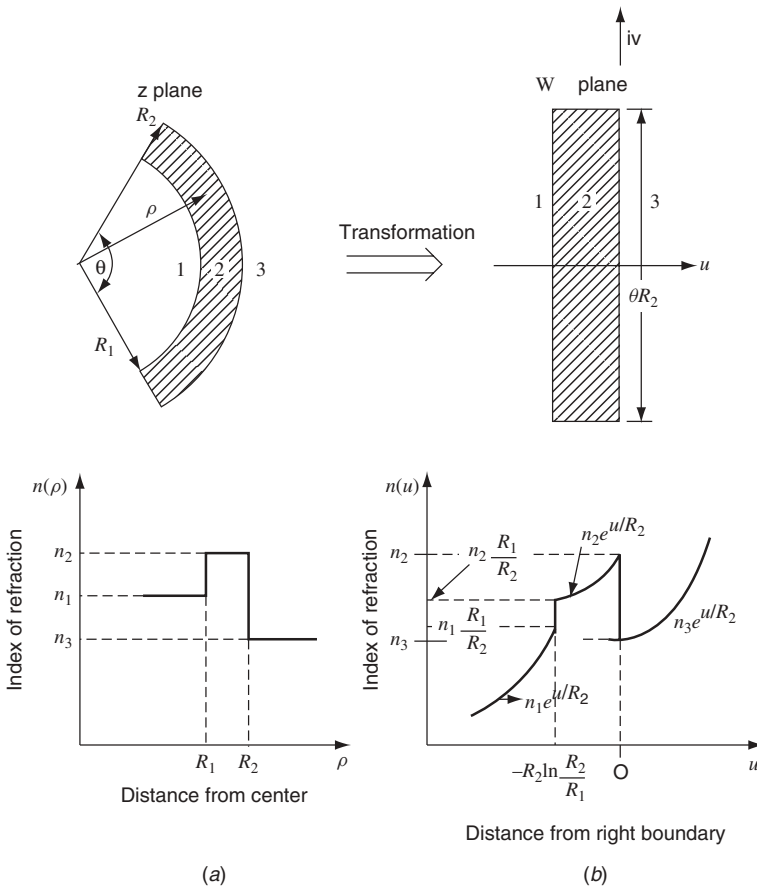 iv
z plane
W plane
R₂
ρ
θ
1 2 3
R₁
Transformation
1 2 3
u
θR₂
n(ρ)
Index of refraction
n₂
n₁
n₃
R₁ R₂ ρ
Distance from center
(a)
n(u)
Index of refraction
n₂
n₃
n₂ R₁/R₂
n₁ R₁/R₂
n₂e^{u/R₂}
n₃e^{u/R₂}
n₁e^{u/R₂}
−R₂ln R₂/R₁ O u
Distance from right boundary
(b)